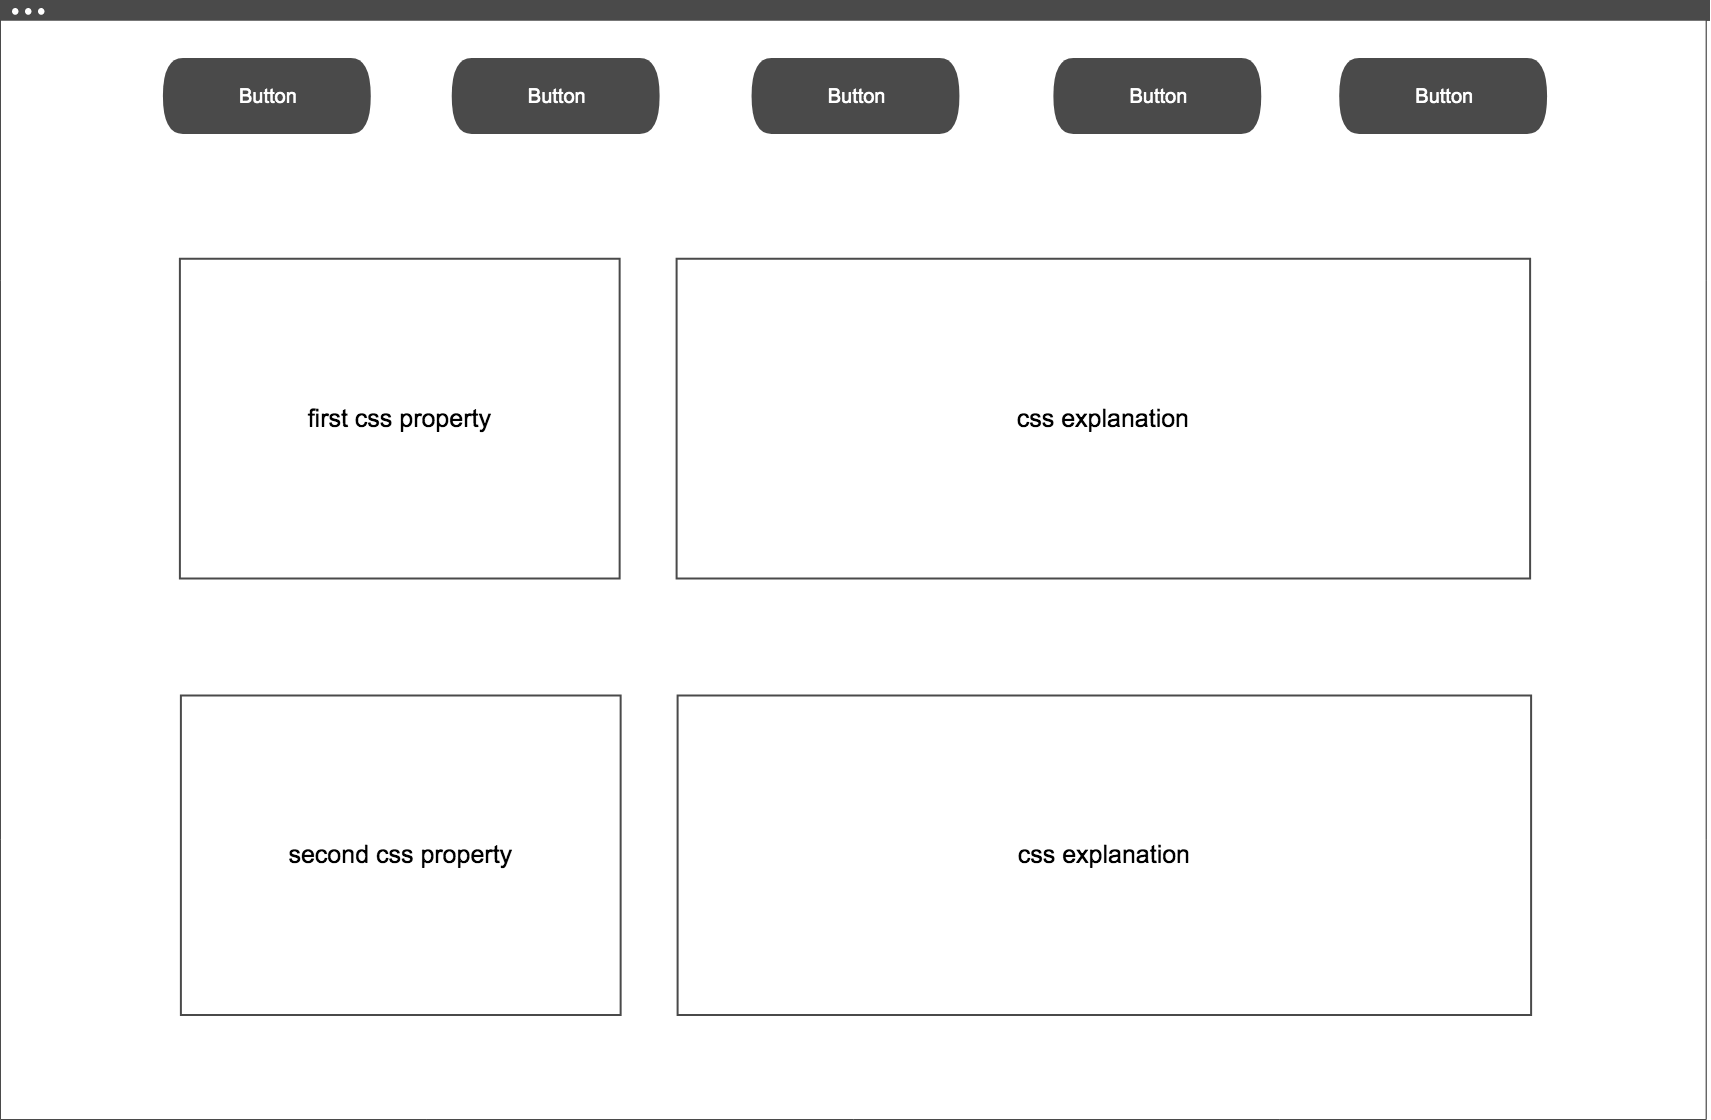 Button
Button
Button
Button
Button
first css property
css explanation
second css property
css explanation